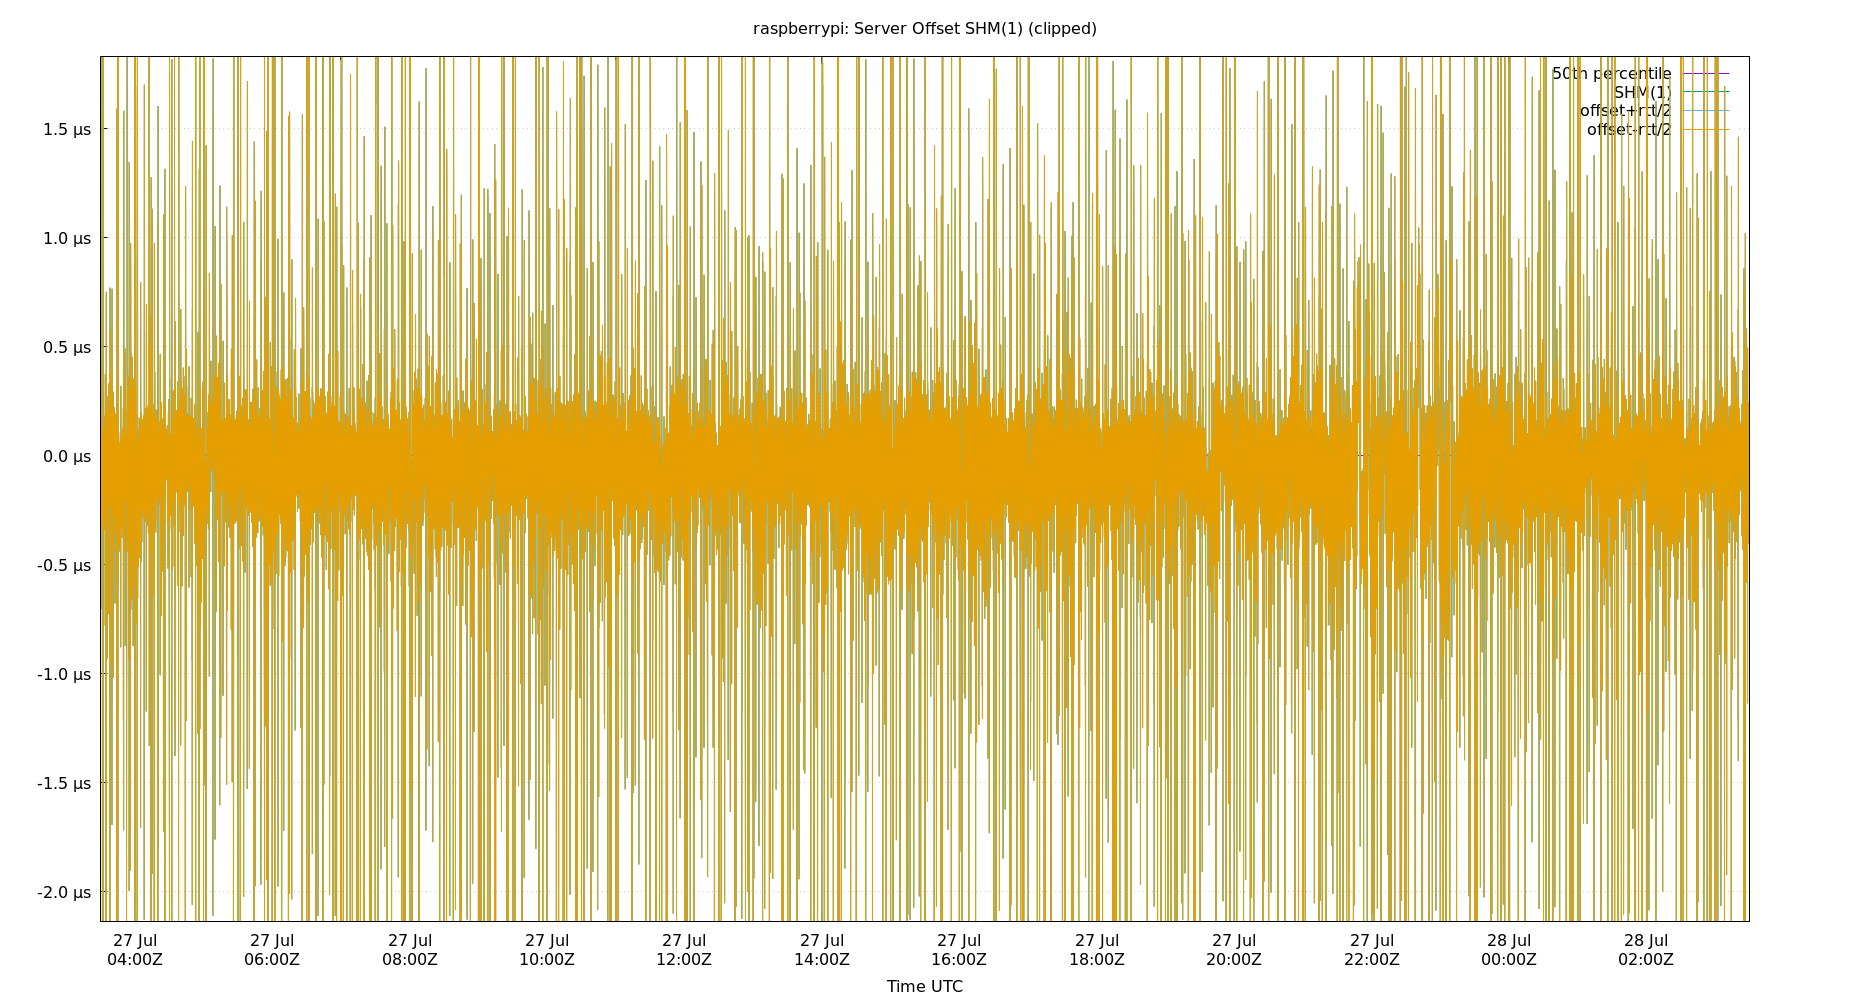 raspberrypi: Server Offset SHM(1) (clipped)
50th percentile
SHM(1)
offset+rtt/2
offset-rtt/2
1.5 µs
1.0 µs
0.5 µs
0.0 µs
-0.5 µs
-1.0 µs
-1.5 µs
-2.0 µs
27 Jul 27 Jul 27 Jul 27 Jul 27 Jul 27 Jul 27 Jul 27 Jul 27 Jul 27 Jul 28 Jul 28 Jul
04:00Z 06:00Z 08:00Z 10:00Z 12:00Z 14:00Z 16:00Z 18:00Z 20:00Z 22:00Z 00:00Z 02:00Z
Time UTC